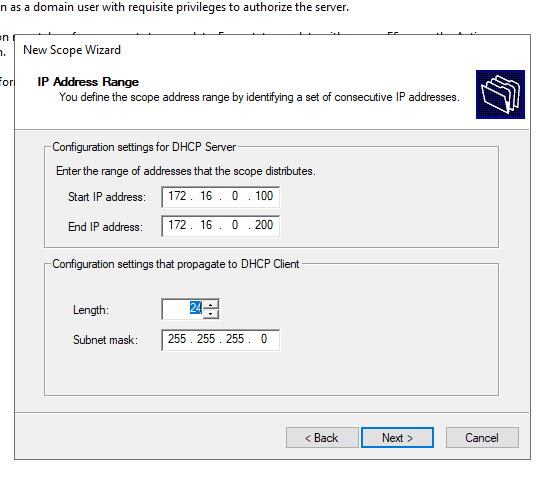 n as a domain user with requisite privileges to authorize the server.
New Scope Wizard
IP Address Range
You define the scope address range by identifying a set of consecutive IP addresses.
Configuration settings for DHCP Server
Enter the range of addresses that the scope distributes.
Start IP address: 172 . 16 . 0 . 100
End IP address: 172 . 16 . 0 . 200
Configuration settings that propagate to DHCP Client
Length: 24
Subnet mask: 255 . 255 . 255 . 0
< Back Next > Cancel